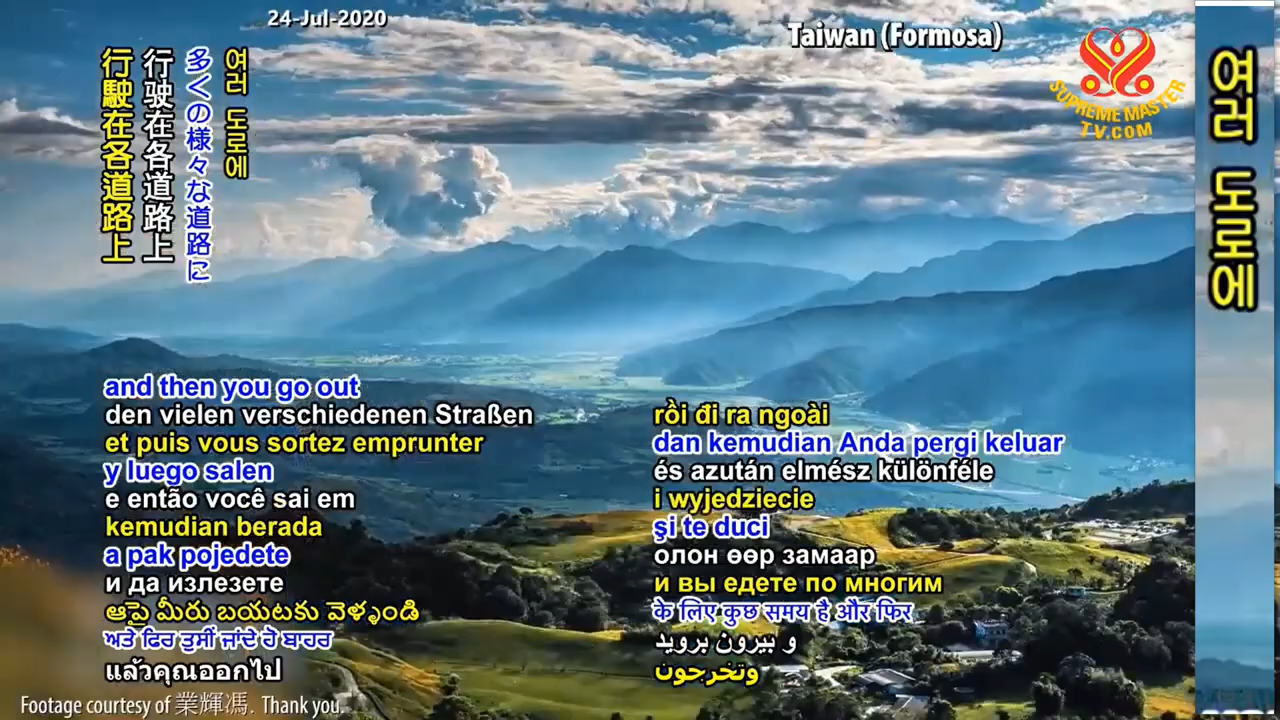 24-Jul-2020
Taiwan (Formosa)
SUPREME MASTER
TV.COM
여러 도로에
多くの様々な道路に
行驶在各道路上
行駛在各道路上
여러 도로에
and then you go out
den vielen verschiedenen Straßen
et puis vous sortez emprunter
y luego salen
e então você sai em
kemudian berada
a pak pojedete
и да излезете
ఆపై మీరు బయటకు వెళ్ళండి
ਅਤੇ ਫਿਰ ਤੁਸੀਂ ਜਾਂਦੇ ਹੋ ਬਾਹਰ
แล้วคุณออกไป
rồi đi ra ngoài
dan kemudian Anda pergi keluar
és azután elmész különféle
i wyjedziecie
şi te duci
олон өөр замаар
и вы едете по многим
के लिए कुछ समय है और फिर
و بیرون بروید
وتخرجون
Footage courtesy of 業輝馮. Thank you.